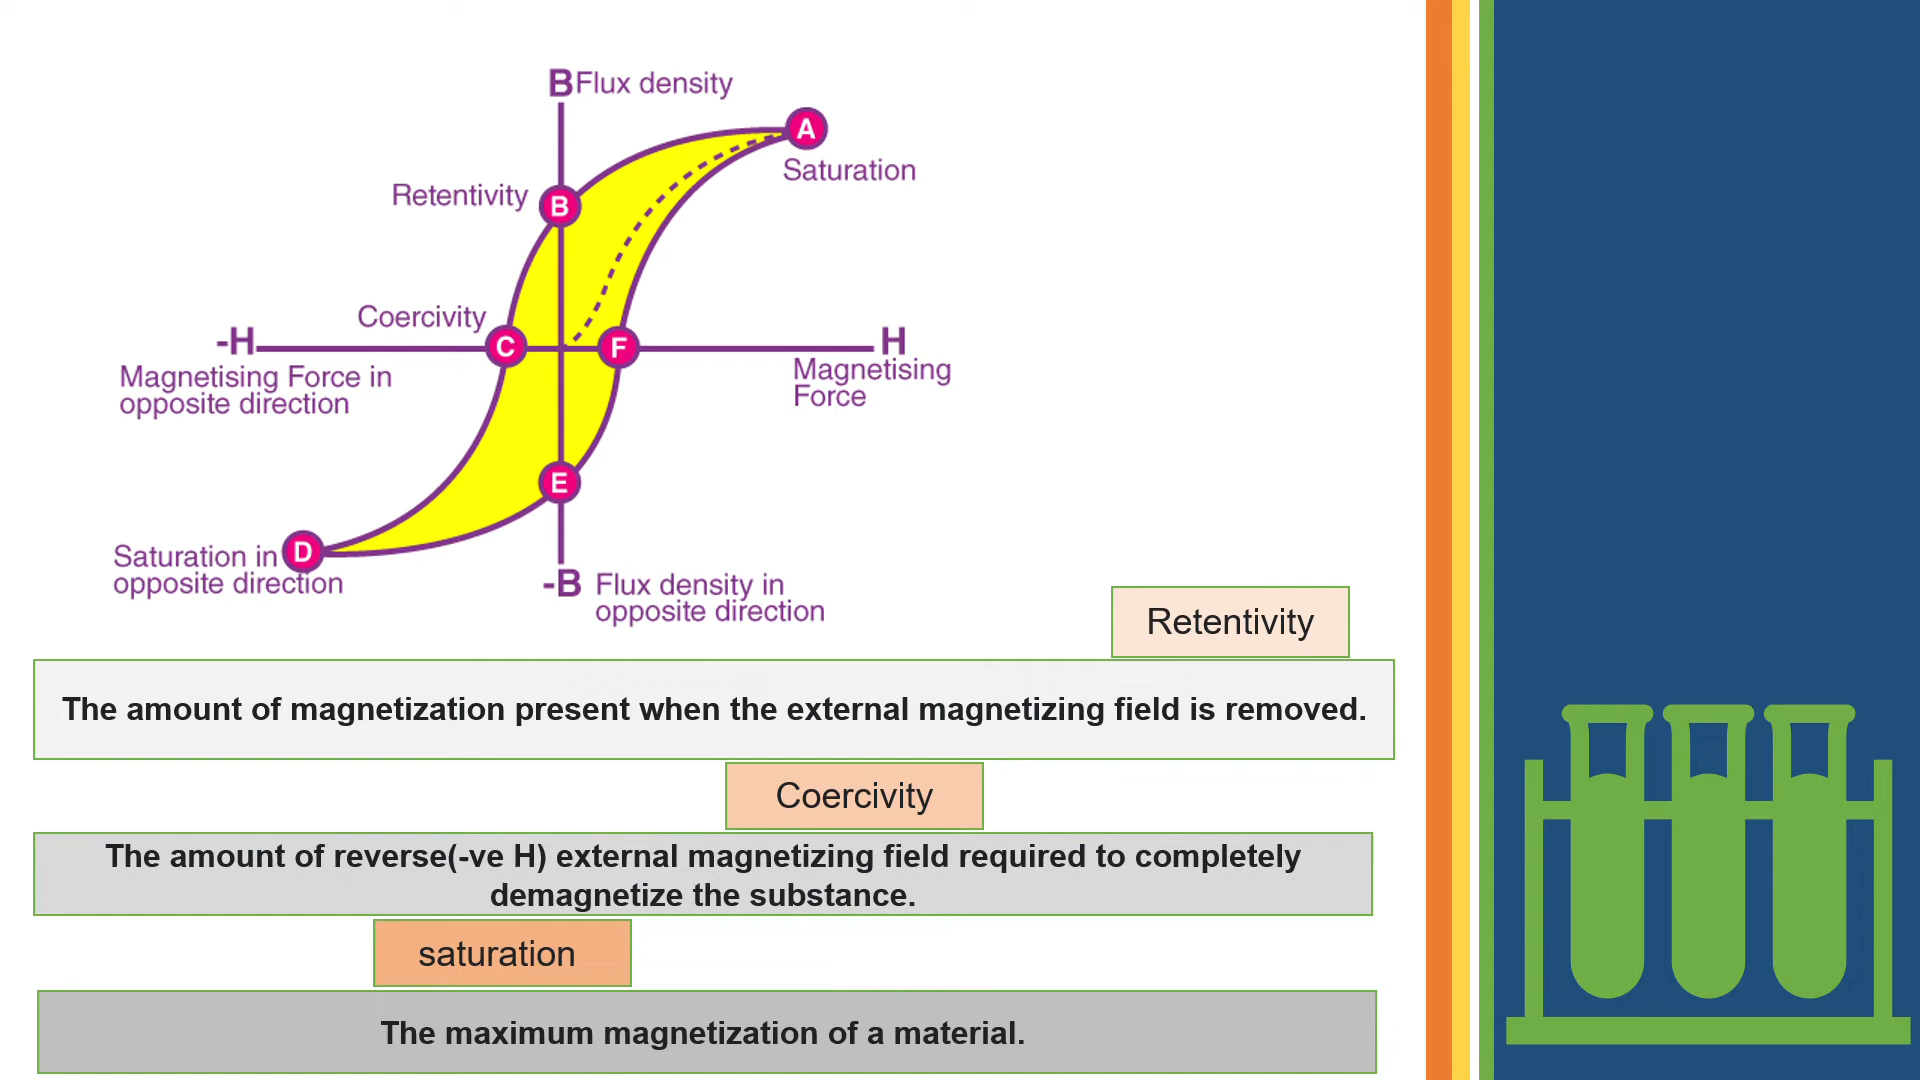 B Flux density
A
Saturation
Retentivity
B
Coercivity
-H
C
F
H
Magnetising Force in
opposite direction
Magnetising
Force
E
D
Saturation in
opposite direction
-B
Flux density in
opposite direction
Retentivity
The amount of magnetization present when the external magnetizing field is removed.
Coercivity
The amount of reverse(-ve H) external magnetizing field required to completely
demagnetize the substance.
saturation
The maximum magnetization of a material.